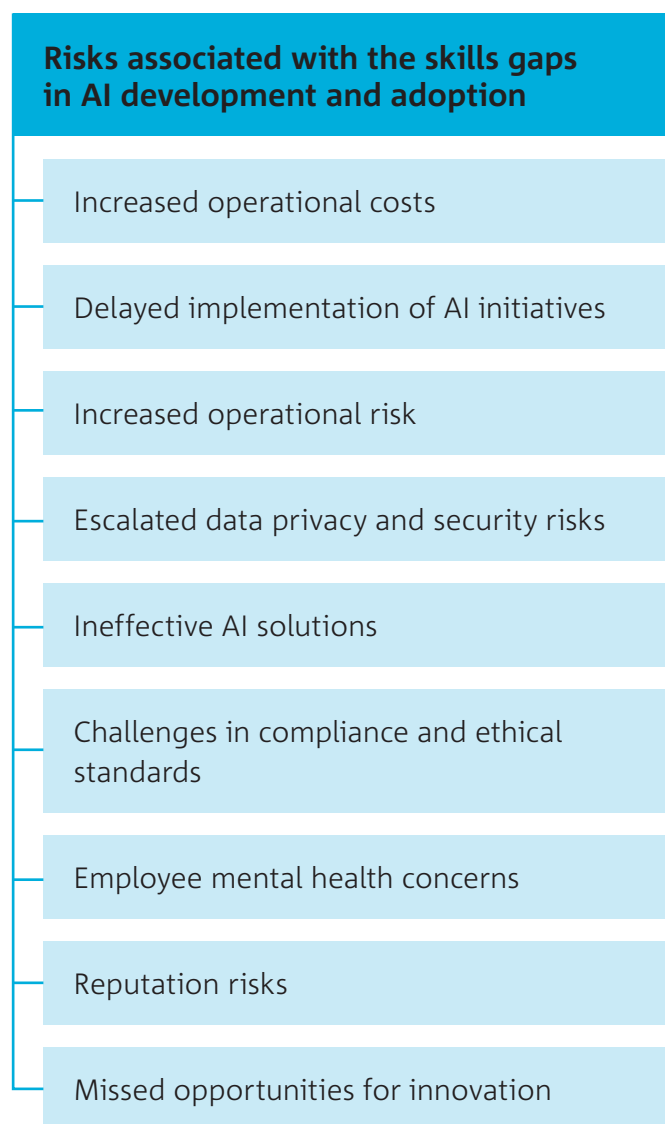 Risks associated with the skills gaps
in AI development and adoption
Increased operational costs
Delayed implementation of AI initiatives
Increased operational risk
Escalated data privacy and security risks
Ineffective AI solutions
Challenges in compliance and ethical
standards
Employee mental health concerns
Reputation risks
Missed opportunities for innovation